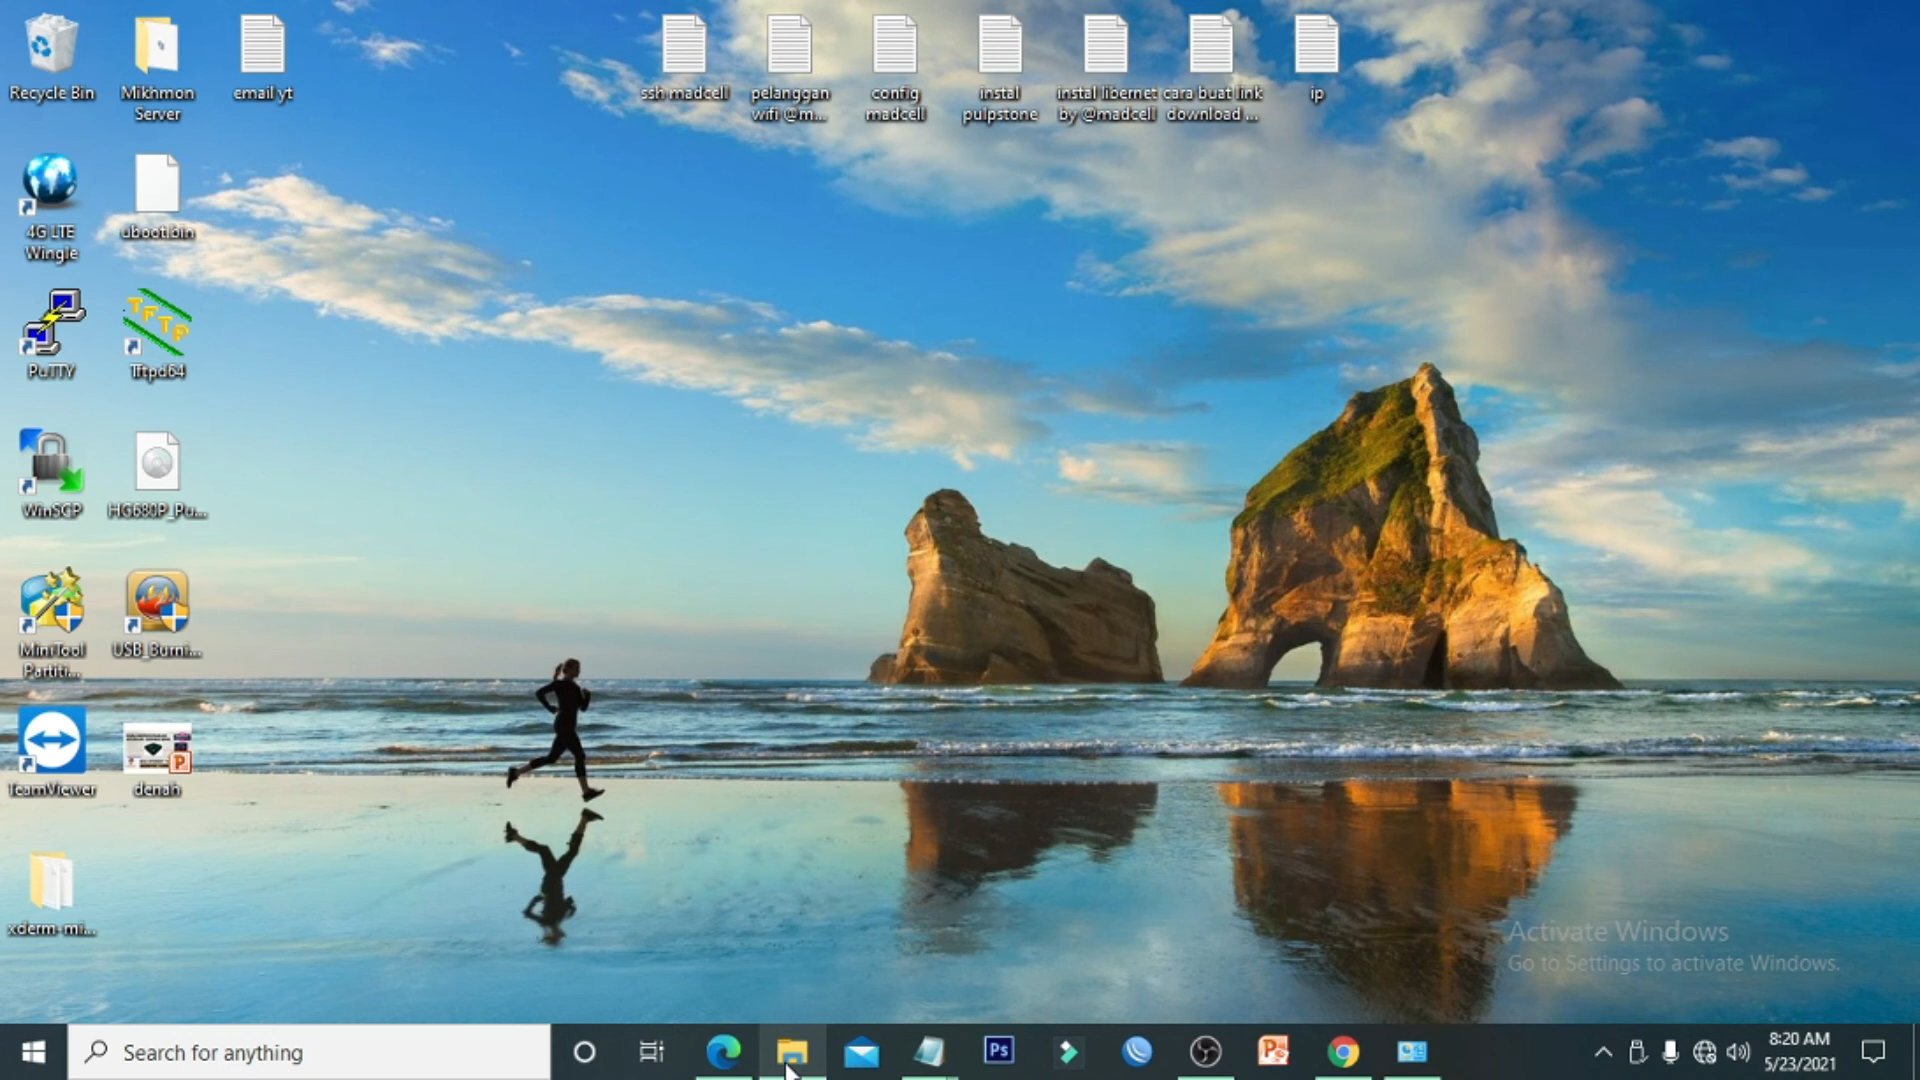 Recycle Bin
Mikhmon
Server
email yt
ssh madcell
pelanggan
wifi @m...
config
madcell
instal
pulpstone
instal libernet
by @madcell
cara buat link
download ...
ip
4G LTE
Wingle
uboot.bin
PuTTY
TFTP
Tftpd64
WinSCP
HG680P_Pu...
MiniTool
Partiti...
USB_Burni...
TeamViewer
P
denah
xderm-mi...
Activate Windows
Go to Settings to activate Windows.
Search for anything
Ps
P
8:20 AM
5/23/2021